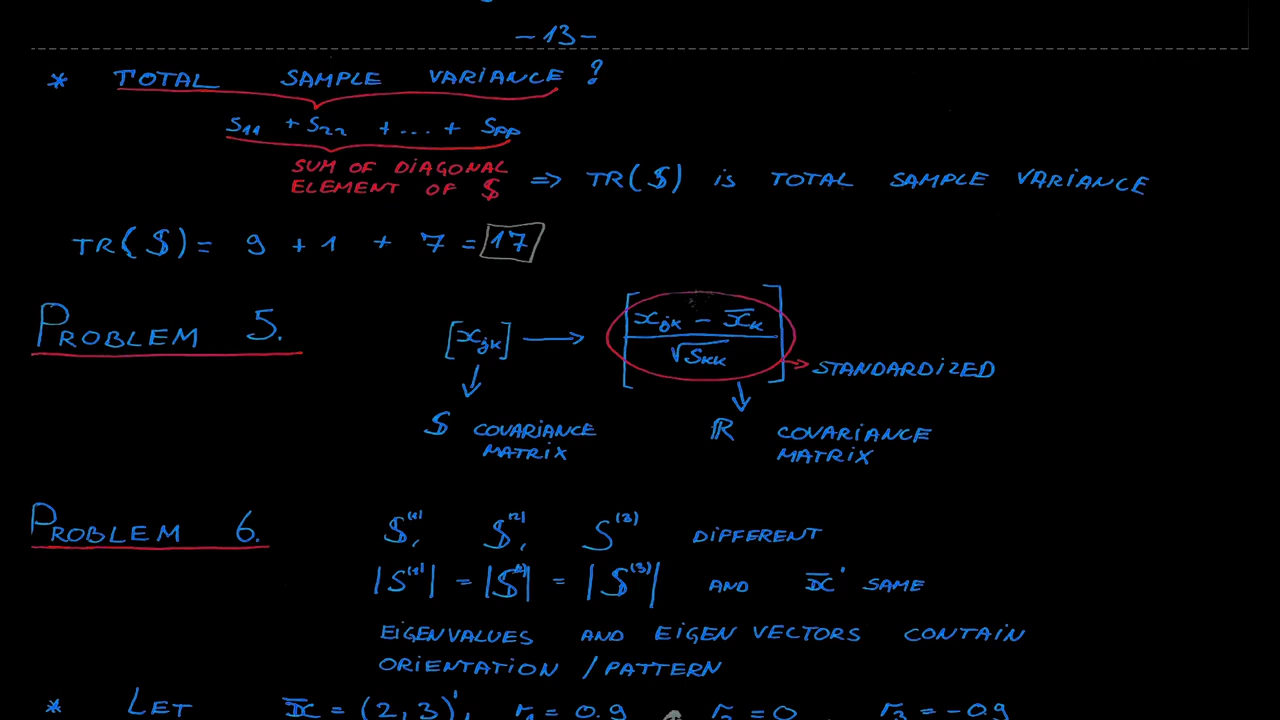 -13-
* TOTAL SAMPLE VARIANCE ?
S11 + S22 + ... + Spp
SUM OF DIAGONAL
ELEMENT OF $ => TR($) is TOTAL SAMPLE VARIANCE
TR($) = 9 + 1 + 7 = 17
PROBLEM 5. [xjk] → [(xjk - x̄k) / √Skk]
→ STANDARDIZED
$ COVARIANCE MATRIX
ℝ COVARIANCE MATRIX
PROBLEM 6. $⁽¹⁾, $⁽²⁾, S⁽³⁾ DIFFERENT
|S⁽¹⁾| = |$⁽²⁾| = |$⁽³⁾| AND x̄' SAME
EIGENVALUES AND EIGEN VECTORS CONTAIN
ORIENTATION / PATTERN
* LET x̄ = (2,3)', r1 = 0.9 r2 = 0, r3 = -0.9